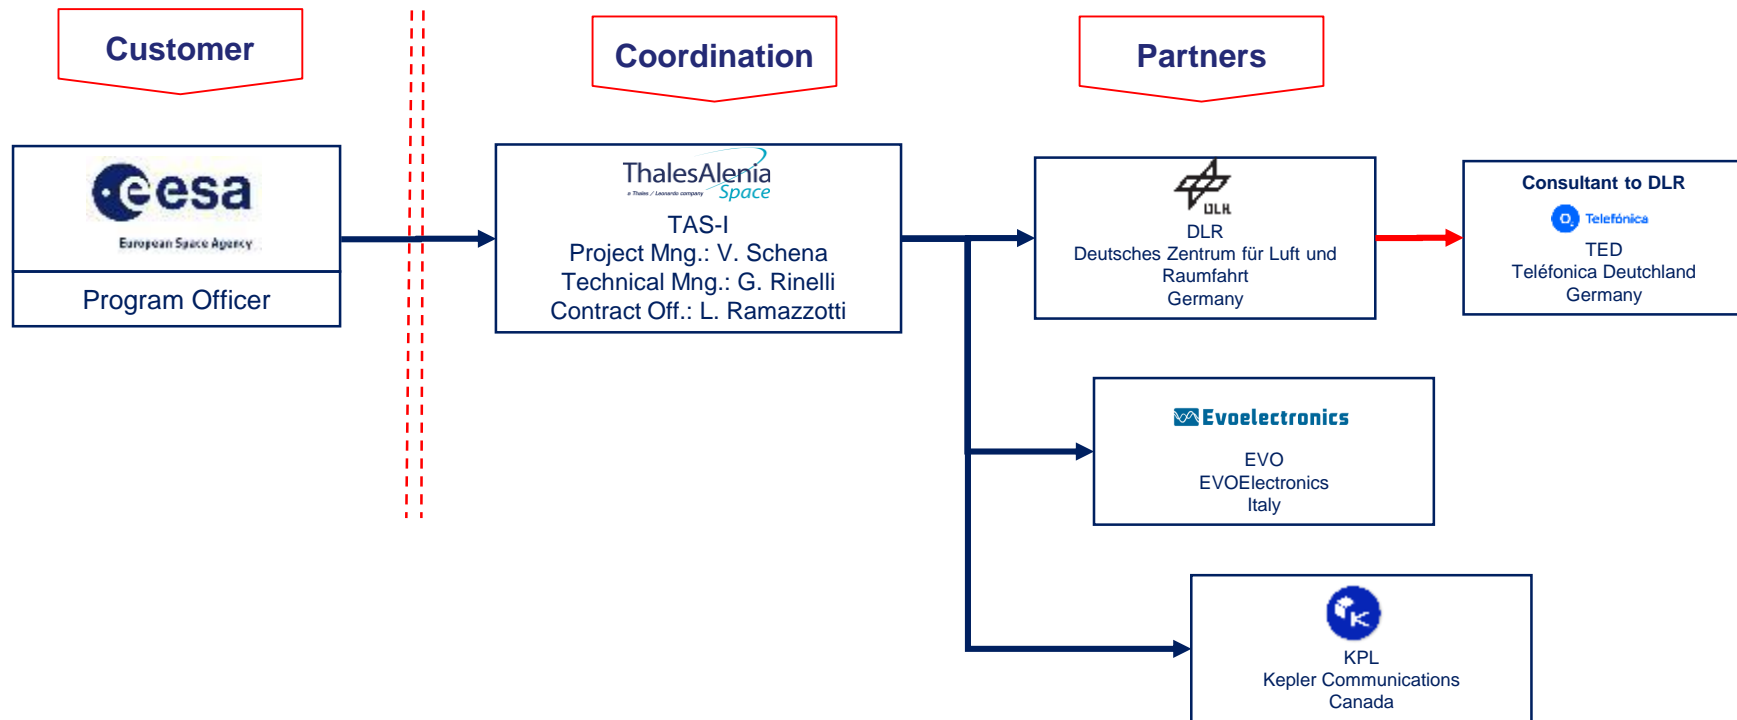 Customer
Coordination
Partners
esa
European Space Agency
Program Officer
ThalesAlenia
a Thales / Leonardo company
Space
TAS-I
Project Mng.: V. Schena
Technical Mng.: G. Rinelli
Contract Off.: L. Ramazzotti
DLR
DLR
Deutsches Zentrum für Luft und
Raumfahrt
Germany
Consultant to DLR
O2 Telefónica
TED
Teléfonica Deutchland
Germany
Evoelectronics
EVO
EVOElectronics
Italy
K
KPL
Kepler Communications
Canada